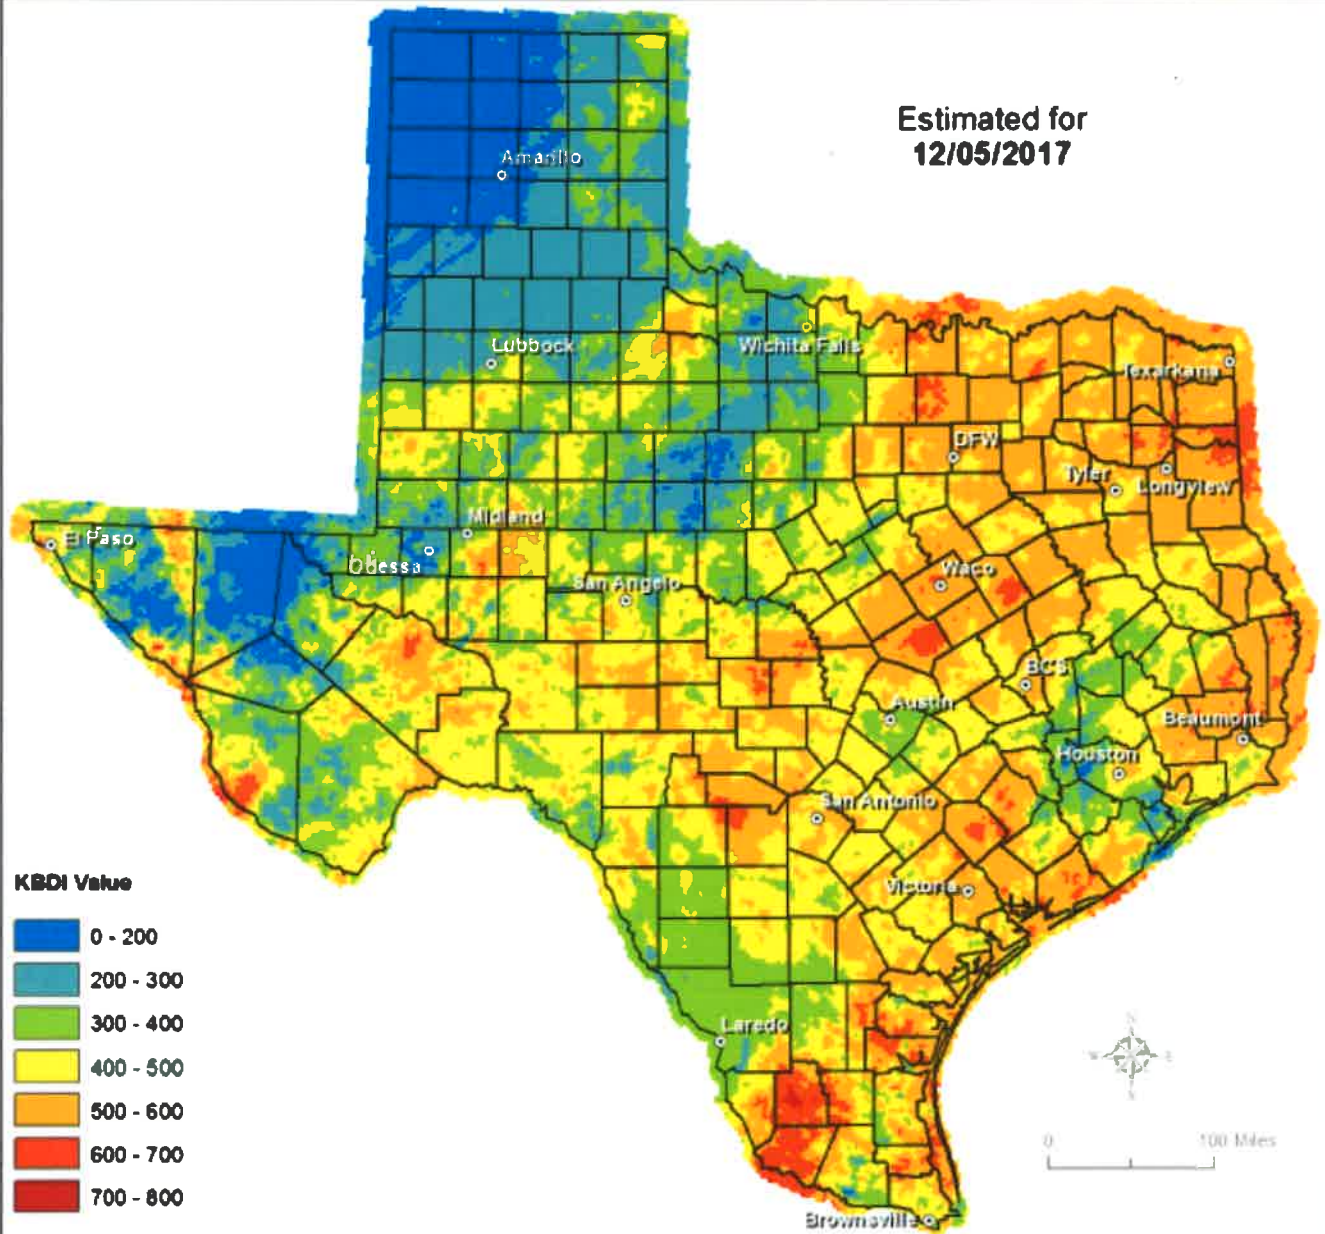 Estimated for
12/05/2017
Amarillo
Lubbock
Wichita Falls
Texarkana
DFW
Tyler
Longview
Midland
El Paso
Odessa
San Angelo
Waco
BCS
Austin
Beaumont
Houston
San Antonio
Victoria
KBDI Value
0 - 200
200 - 300
300 - 400
400 - 500
500 - 600
600 - 700
700 - 800
Laredo
N
W
E
S
0
100 Miles
Brownsville